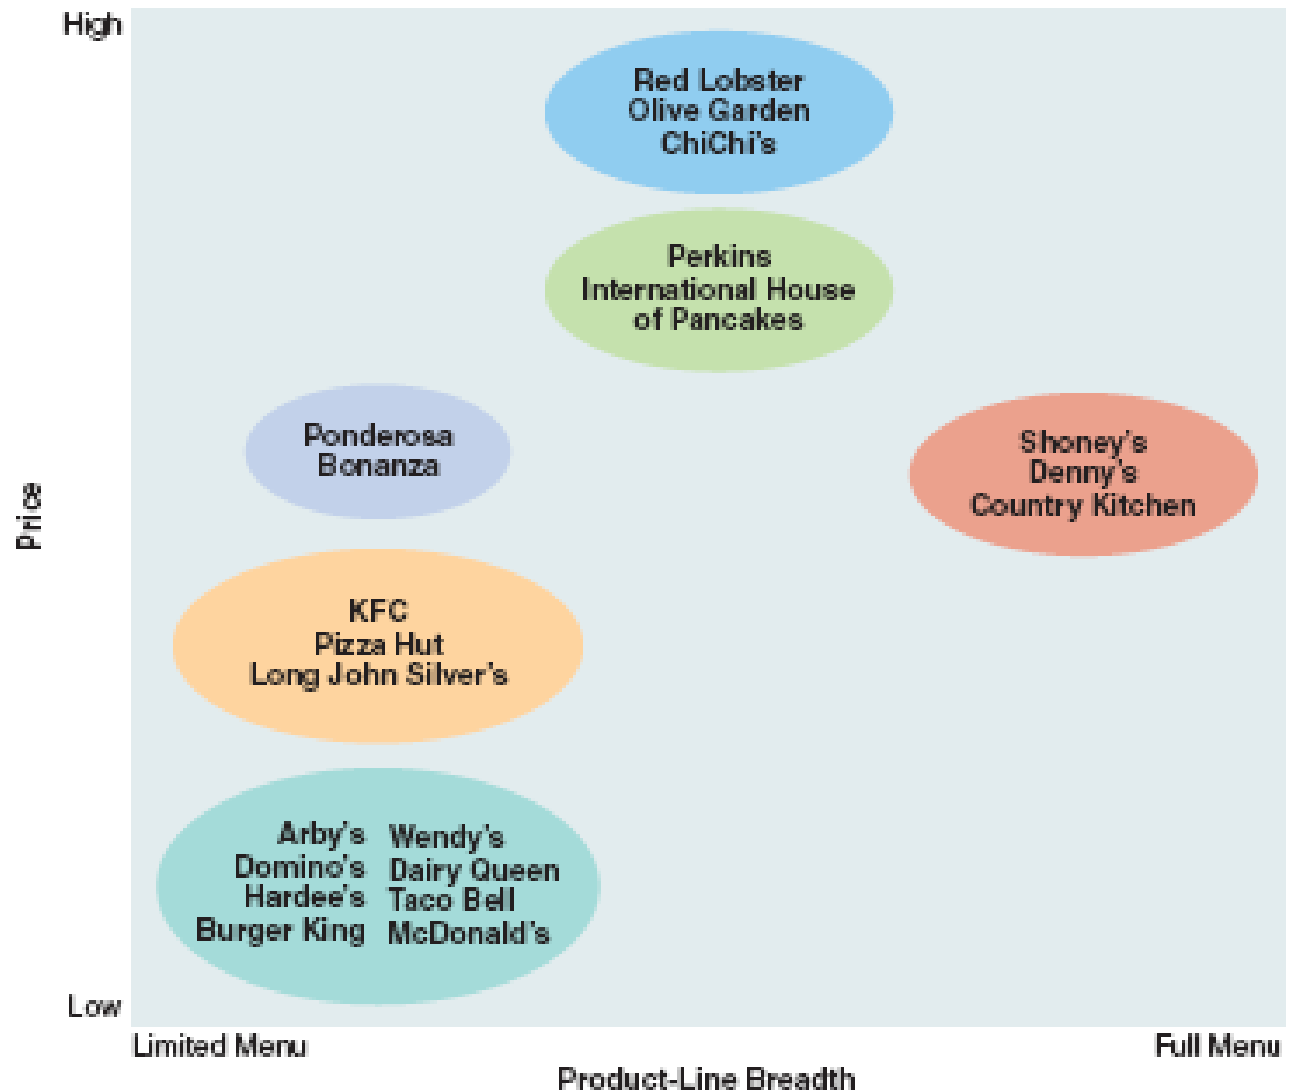 High
Red Lobster
Olive Garden
ChiChi's
Perkins
International House
of Pancakes
Ponderosa
Bonanza
Shoney's
Denny's
Country Kitchen
Price
KFC
Pizza Hut
Long John Silver's
Arby's Wendy's
Domino's Dairy Queen
Hardee's Taco Bell
Burger King McDonald's
Low
Limited Menu Full Menu
Product-Line Breadth